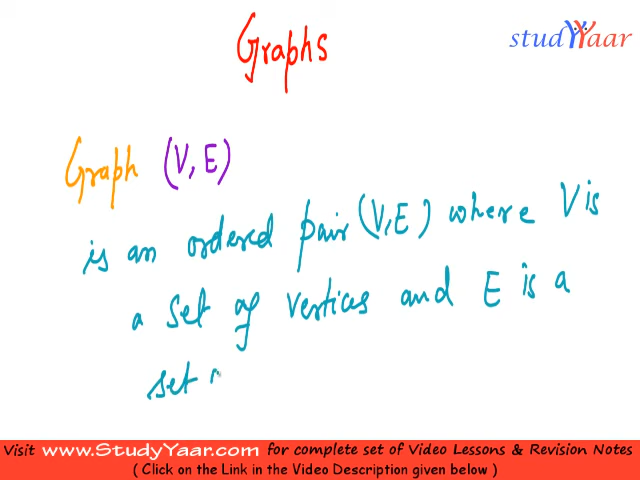 Graphs
studYYaar
Graph (V, E)
is an ordered pair (V, E) where V is
a set of vertices and E is a
set
Visit www.StudyYaar.com for complete set of Video Lessons & Revision Notes
( Click on the Link in the Video Description given below )